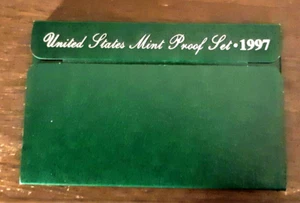 United States Mint Proof Set • 1997